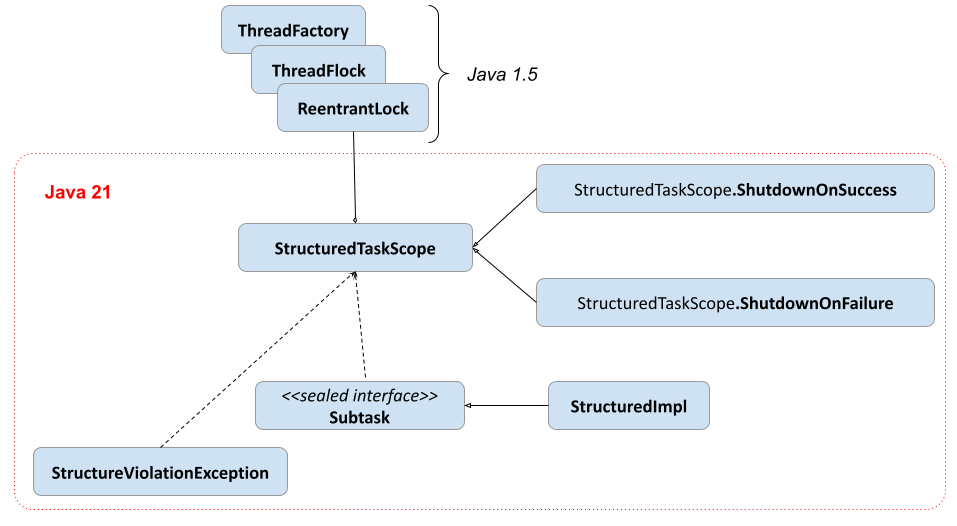 ThreadFactory
ThreadFlock
ReentrantLock
Java 1.5
Java 21
StructuredTaskScope.ShutdownOnSuccess
StructuredTaskScope
StructuredTaskScope.ShutdownOnFailure
<<sealed interface>>
Subtask
StructuredImpl
StructureViolationException